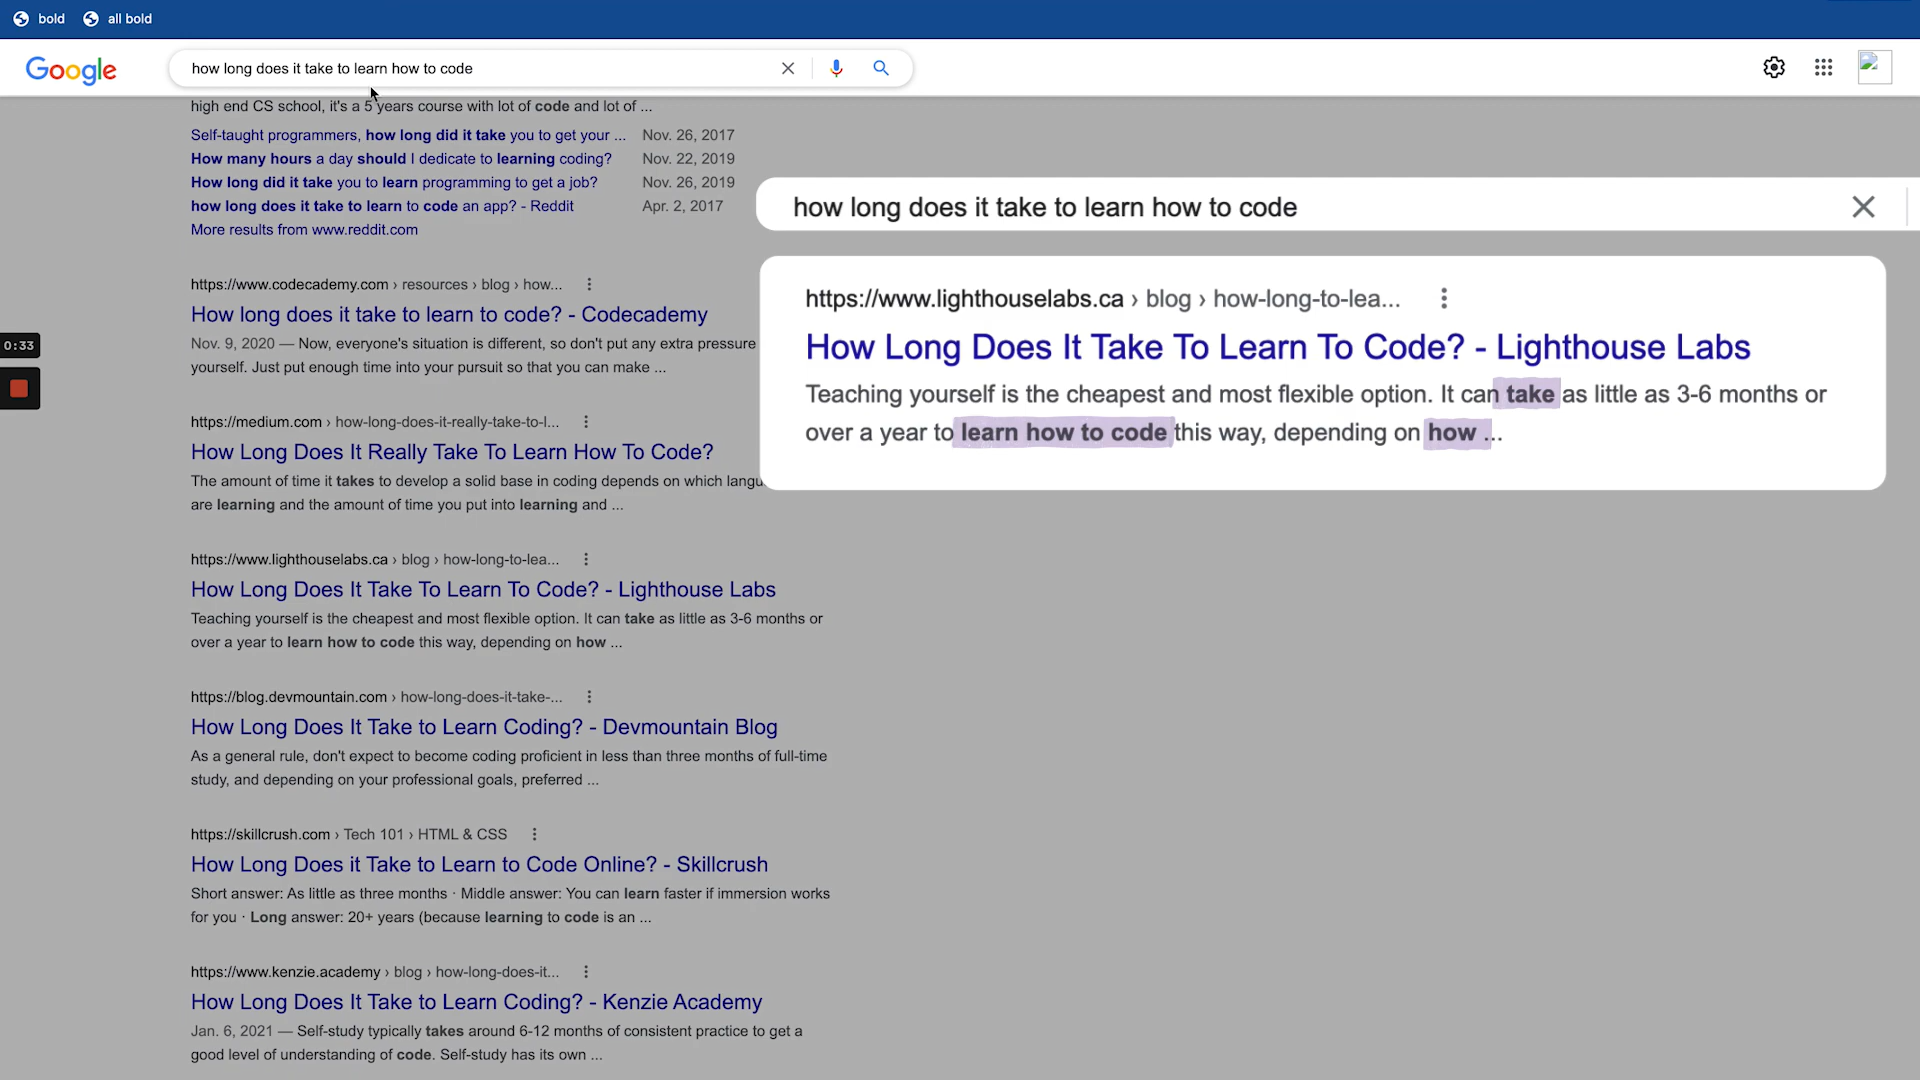 bold all bold
Google how long does it take to learn how to code
high end CS school, it's a 5 years course with lot of code and lot of ...
Self-taught programmers, how long did it take you to get your ... Nov. 26, 2017
How many hours a day should I dedicate to learning coding? Nov. 22, 2019
How long did it take you to learn programming to get a job? Nov. 26, 2019
how long does it take to learn to code an app? - Reddit Apr. 2, 2017
More results from www.reddit.com
https://www.codecademy.com › resources › blog › how...
How long does it take to learn to code? - Codecademy
Nov. 9, 2020 — Now, everyone's situation is different, so don't put any extra pressure
yourself. Just put enough time into your pursuit so that you can make ...
0:33
https://medium.com › how-long-does-it-really-take-to-l...
How Long Does It Really Take To Learn How To Code?
The amount of time it takes to develop a solid base in coding depends on which langu
are learning and the amount of time you put into learning and ...
https://www.lighthouselabs.ca › blog › how-long-to-lea...
How Long Does It Take To Learn To Code? - Lighthouse Labs
Teaching yourself is the cheapest and most flexible option. It can take as little as 3-6 months or
over a year to learn how to code this way, depending on how ...
https://blog.devmountain.com › how-long-does-it-take-...
How Long Does It Take to Learn Coding? - Devmountain Blog
As a general rule, don't expect to become coding proficient in less than three months of full-time
study, and depending on your professional goals, preferred ...
https://skillcrush.com › Tech 101 › HTML & CSS
How Long Does it Take to Learn to Code Online? - Skillcrush
Short answer: As little as three months · Middle answer: You can learn faster if immersion works
for you · Long answer: 20+ years (because learning to code is an ...
https://www.kenzie.academy › blog › how-long-does-it...
How Long Does It Take to Learn Coding? - Kenzie Academy
Jan. 6, 2021 — Self-study typically takes around 6-12 months of consistent practice to get a
good level of understanding of code. Self-study has its own ...
how long does it take to learn how to code
https://www.lighthouselabs.ca › blog › how-long-to-lea...
How Long Does It Take To Learn To Code? - Lighthouse Labs
Teaching yourself is the cheapest and most flexible option. It can take as little as 3-6 months or
over a year to learn how to code this way, depending on how ...